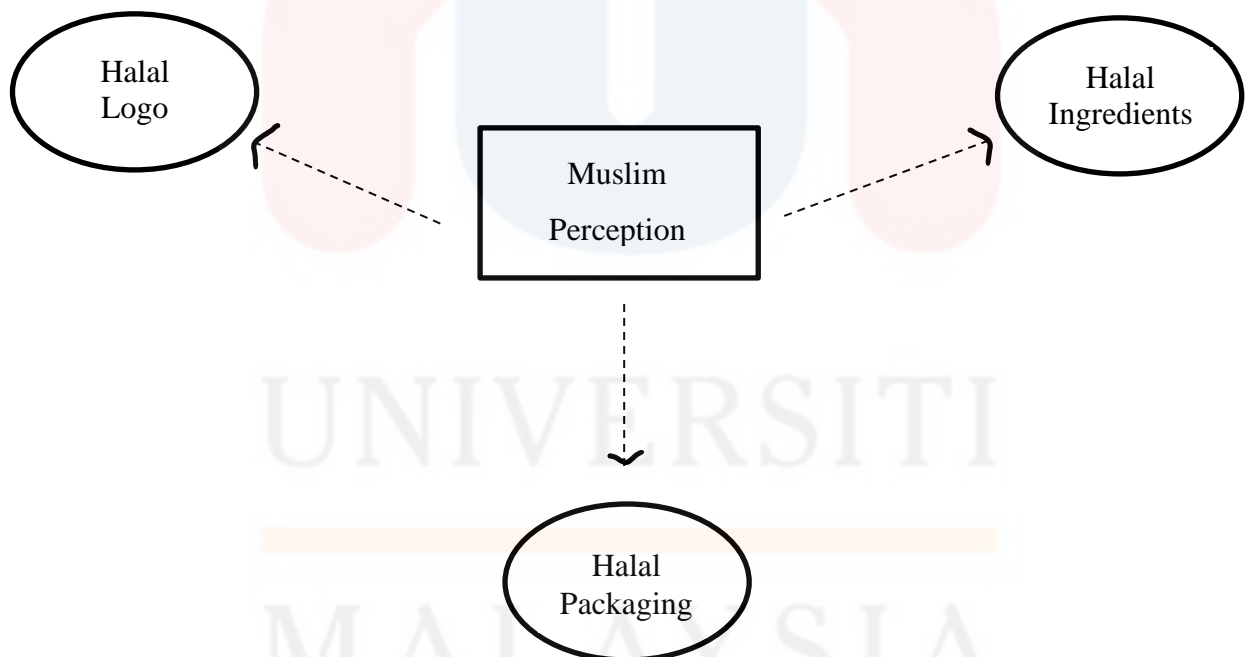 Halal
Logo
Halal
Ingredients
Muslim
Perception
UNIVERSITI
Halal
Packaging
MALAYSIA